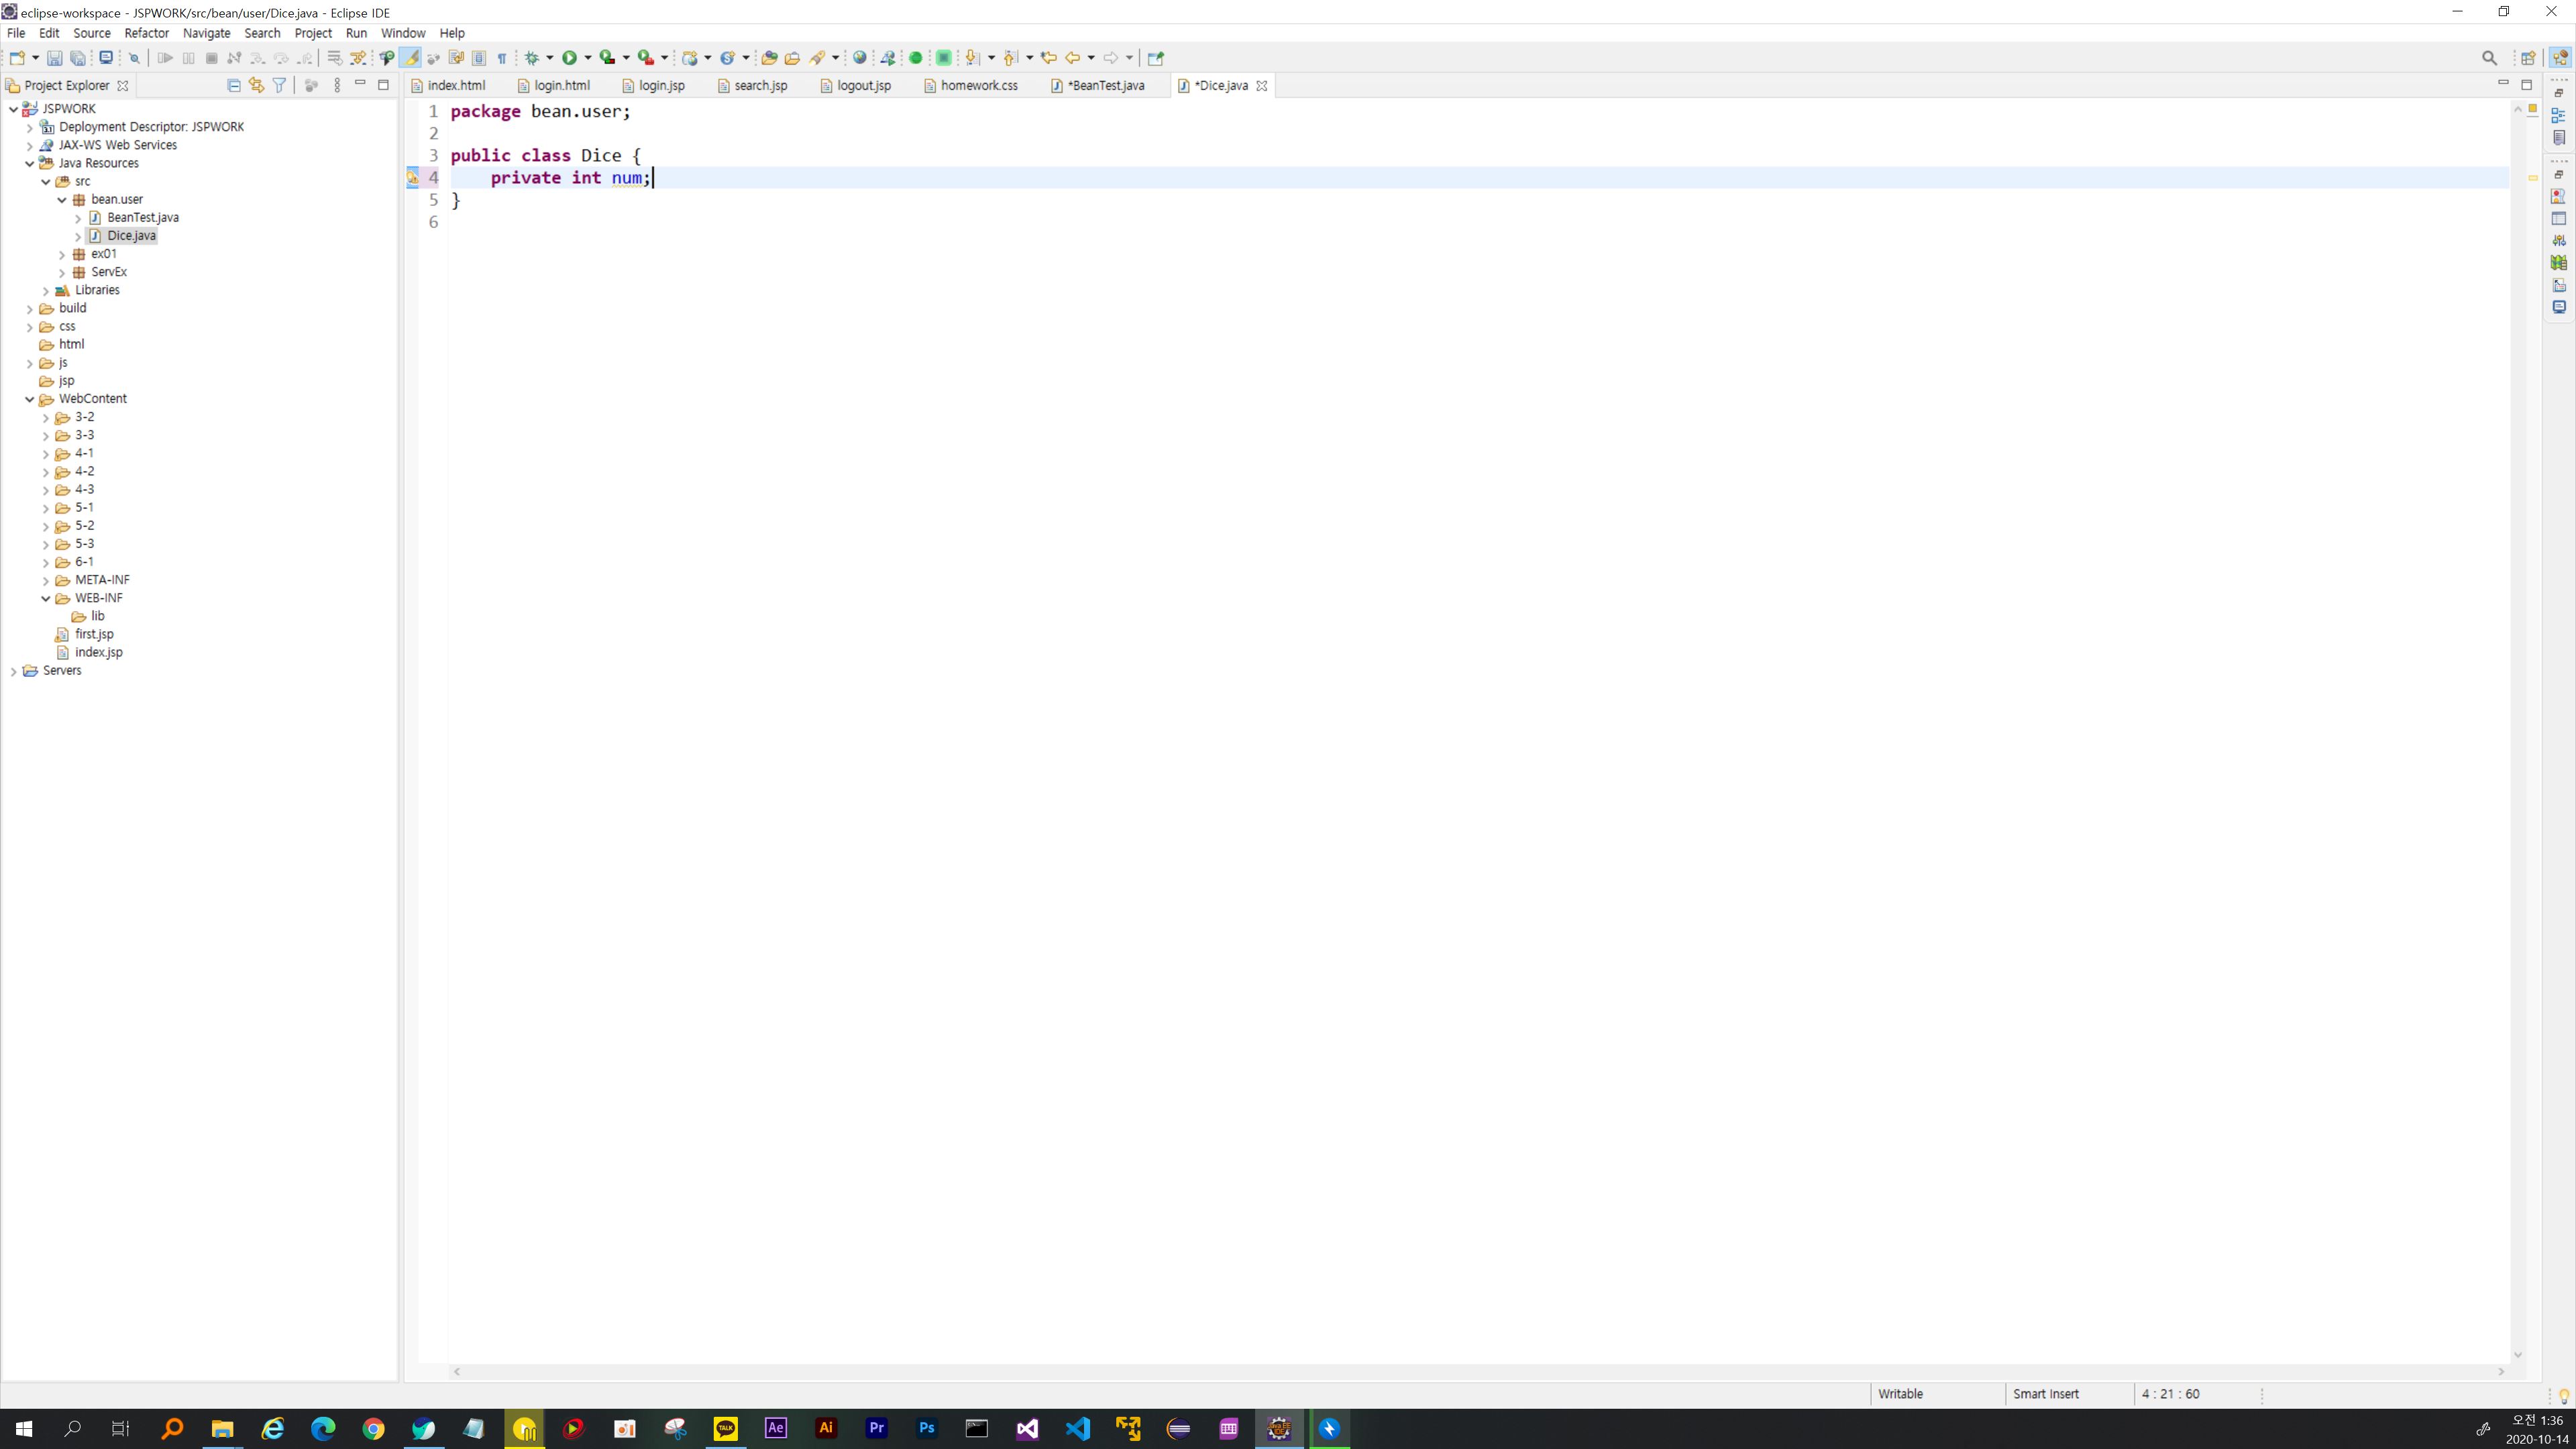 eclipse-workspace - JSPWORK/src/bean/user/Dice.java - Eclipse IDE
File Edit Source Refactor Navigate Search Project Run Window Help
Project Explorer
index.html login.html login.jsp search.jsp logout.jsp homework.css *BeanTest.java *Dice.java
JSPWORK
Deployment Descriptor: JSPWORK
JAX-WS Web Services
Java Resources
src
bean.user
BeanTest.java
Dice.java
ex01
ServEx
Libraries
build
css
html
js
jsp
WebContent
3-2
3-3
4-1
4-2
4-3
5-1
5-2
5-3
6-1
META-INF
WEB-INF
lib
first.jsp
index.jsp
Servers
1 package bean.user;
2
3 public class Dice {
4 private int num;
5 }
6
Writable Smart Insert 4 : 21 : 60
TALK Ae Ai Pr Ps
오전 1:36
2020-10-14